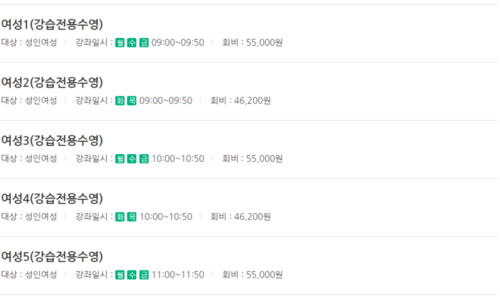 여성1(강습전용수영)
대상 : 성인여성 강좌일시 : 월 수 금 09:00~09:50 회비 : 55,000원
여성2(강습전용수영)
대상 : 성인여성 강좌일시 : 화 목 09:00~09:50 회비 : 46,200원
여성3(강습전용수영)
대상 : 성인여성 강좌일시 : 월 수 금 10:00~10:50 회비 : 55,000원
여성4(강습전용수영)
대상 : 성인여성 강좌일시 : 화 목 10:00~10:50 회비 : 46,200원
여성5(강습전용수영)
대상 : 성인여성 강좌일시 : 월 수 금 11:00~11:50 회비 : 55,000원